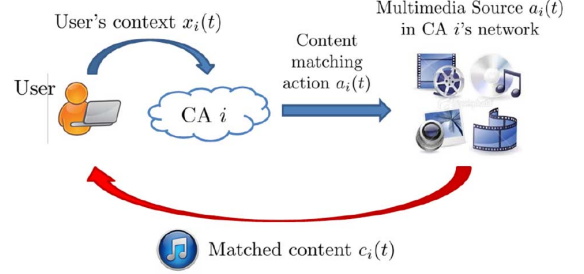 User's context x_i(t)
User
CA i
Content
matching
action a_i(t)
Multimedia Source a_i(t)
in CA i's network
Matched content c_i(t)